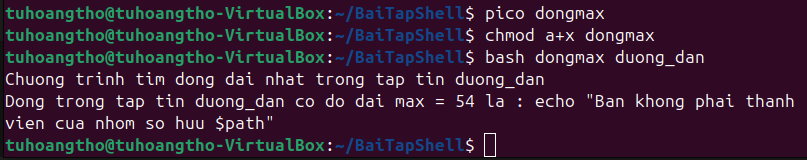 tuhoangtho@tuhoangtho-VirtualBox:~/BaiTapShell$ pico dongmax
tuhoangtho@tuhoangtho-VirtualBox:~/BaiTapShell$ chmod a+x dongmax
tuhoangtho@tuhoangtho-VirtualBox:~/BaiTapShell$ bash dongmax duong_dan
Chuong trinh tim dong dai nhat trong tap tin duong_dan
Dong trong tap tin duong_dan co do dai max = 54 la : echo "Ban khong phai thanh
vien cua nhom so huu $path"
tuhoangtho@tuhoangtho-VirtualBox:~/BaiTapShell$